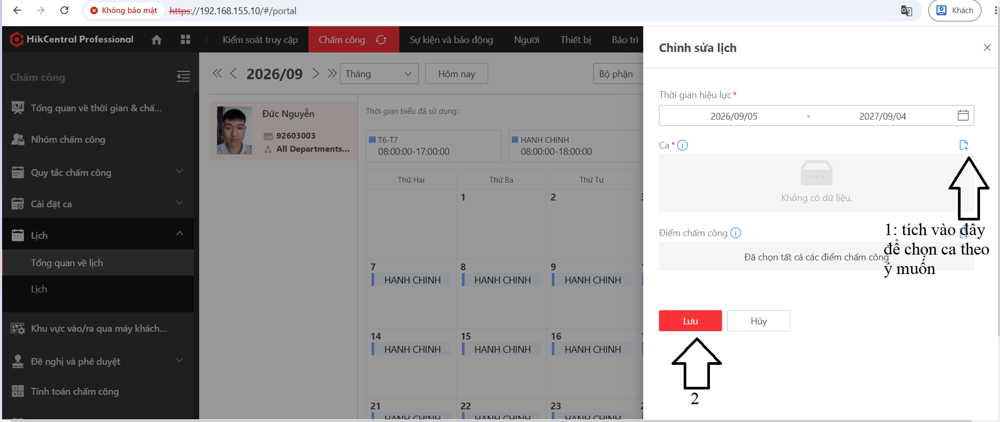 Không bảo mật
https://192.168.155.10/#/portal
Khách
HikCentral Professional
Kiểm soát truy cập
Chấm công
Sự kiện và báo động
Người
Thiết bị
Bảo trì
Chấm công
Tổng quan về thời gian & chấ...
Nhóm chấm công
Quy tắc chấm công
Cài đặt ca
Lịch
Tổng quan về lịch
Lịch
Khu vực vào/ra qua máy khách...
Đề nghị và phê duyệt
Tính toán chấm công
2026/09
Tháng
Hôm nay
Bộ phận
Đức Nguyễn
92603003
All Departments...
Thời gian biểu đã sử dụng:
T6-T7
08:00:00-17:00:00
HANH CHINH
08:00:00-18:00:00
Thứ Hai
Thứ Ba
Thứ Tư
1
2
7
8
9
HANH CHINH
HANH CHINH
HANH CHINH
14
15
16
HANH CHINH
HANH CHINH
HANH CHINH
21
22
23
HANH CHINH
HANH CHINH
HANH CHINH
Chỉnh sửa lịch
Thời gian hiệu lực *
2026/09/05 - 2027/09/04
Ca *
Không có dữ liệu.
Điểm chấm công
Đã chọn tất cả các điểm chấm công
1: tích vào đây
để chọn ca theo
ý muốn
Lưu
Hủy
2